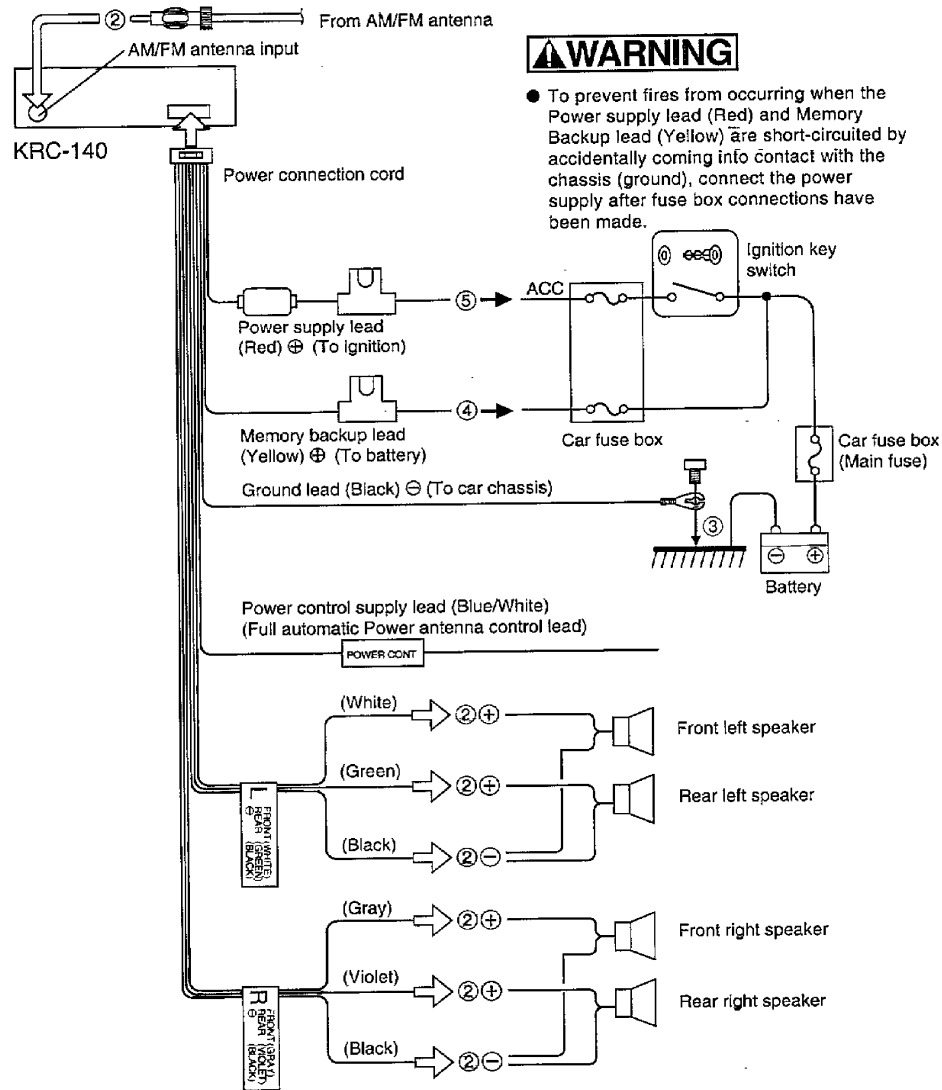 ② From AM/FM antenna
AM/FM antenna input
KRC-140
Power connection cord
WARNING
● To prevent fires from occurring when the
Power supply lead (Red) and Memory
Backup lead (Yellow) are short-circuited by
accidentally coming into contact with the
chassis (ground), connect the power
supply after fuse box connections have
been made.
Ignition key
switch
⑤ ACC
Power supply lead
(Red) ⊕ (To ignition)
④
Memory backup lead
(Yellow) ⊕ (To battery)
Car fuse box
Car fuse box
(Main fuse)
Ground lead (Black) ⊖ (To car chassis)
③
⊖ ⊕
Battery
Power control supply lead (Blue/White)
(Full automatic Power antenna control lead)
POWER CONT
(White) ② ⊕
Front left speaker
(Green) ② ⊕
Rear left speaker
L
FRONT (WHITE)
REAR (GREEN)
⊖ (BLACK)
(Black) ② ⊖
(Gray) ② ⊕
Front right speaker
(Violet) ② ⊕
Rear right speaker
R
FRONT (GRAY)
REAR (VIOLET)
⊖ (BLACK)
(Black) ② ⊖